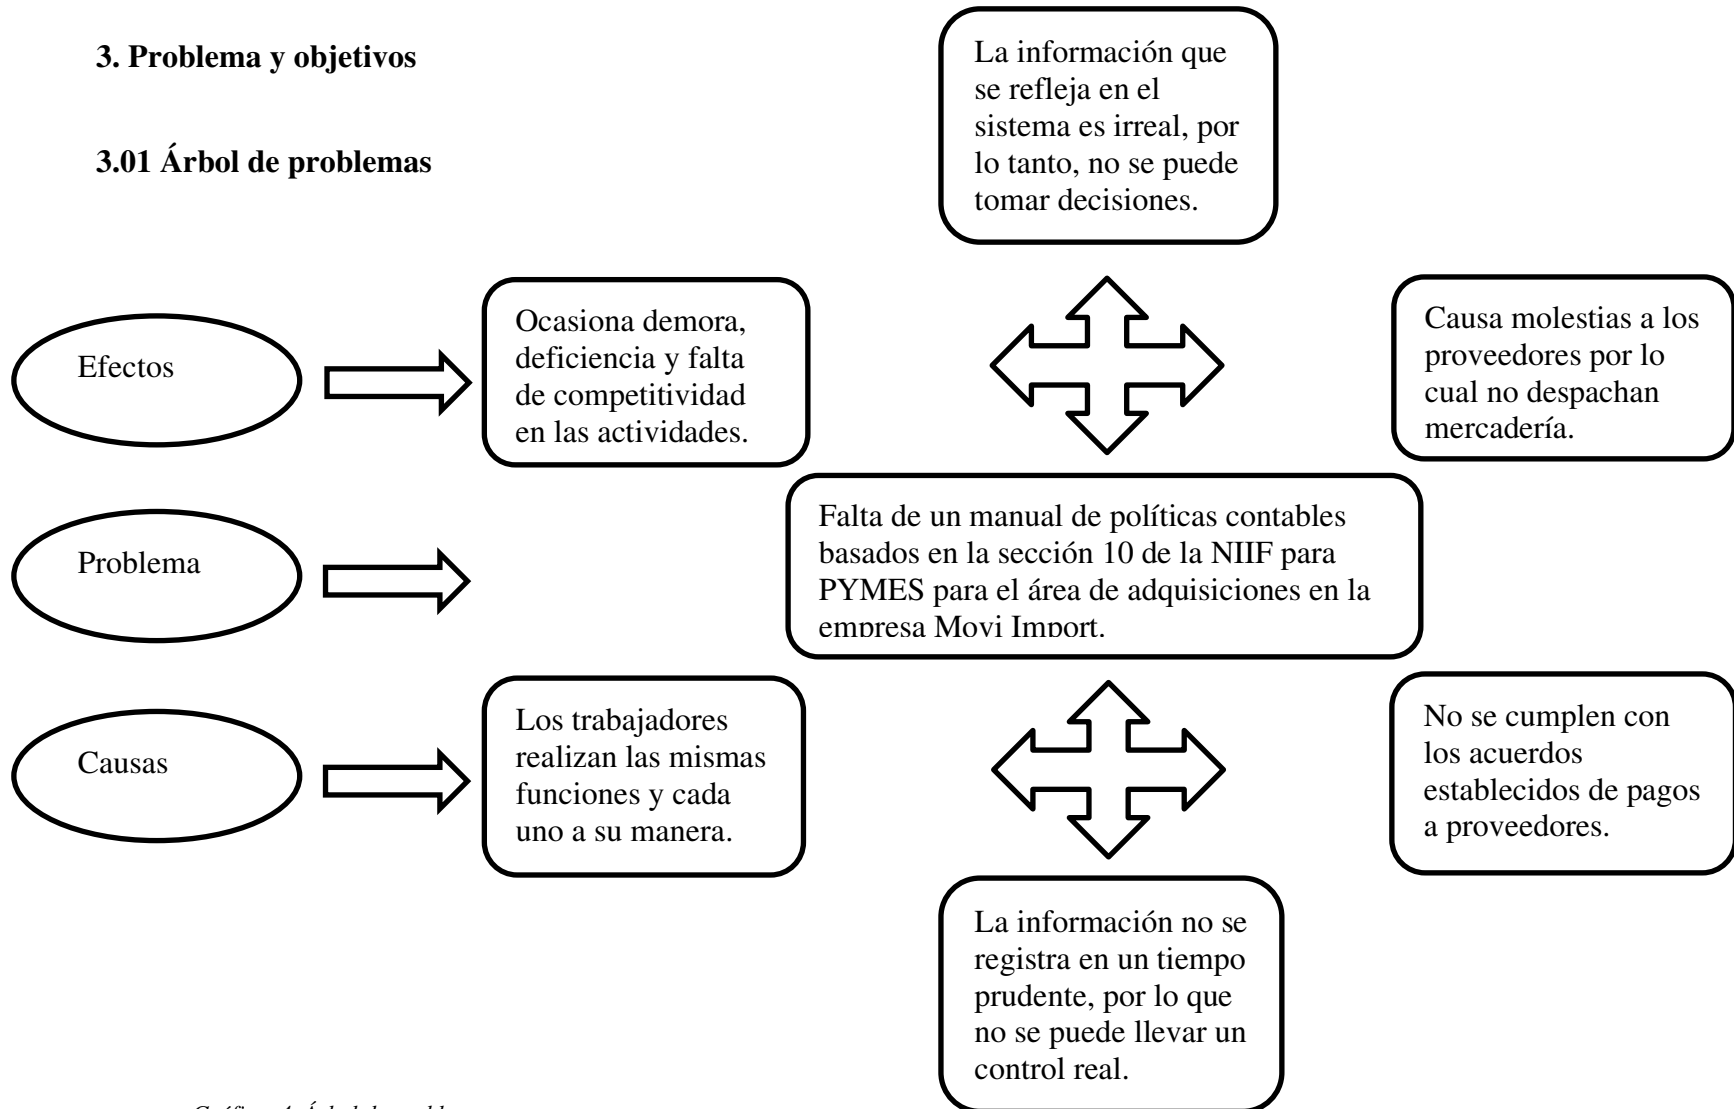 3. Problema y objetivos
3.01 Árbol de problemas
La información que
se refleja en el
sistema es irreal, por
lo tanto, no se puede
tomar decisiones.
Efectos
Ocasiona demora,
deficiencia y falta
de competitividad
en las actividades.
Causa molestias a los
proveedores por lo
cual no despachan
mercadería.
Problema
Falta de un manual de políticas contables
basados en la sección 10 de la NIIF para
PYMES para el área de adquisiciones en la
empresa Movi Import.
Causas
Los trabajadores
realizan las mismas
funciones y cada
uno a su manera.
No se cumplen con
los acuerdos
establecidos de pagos
a proveedores.
La información no se
registra en un tiempo
prudente, por lo que
no se puede llevar un
control real.